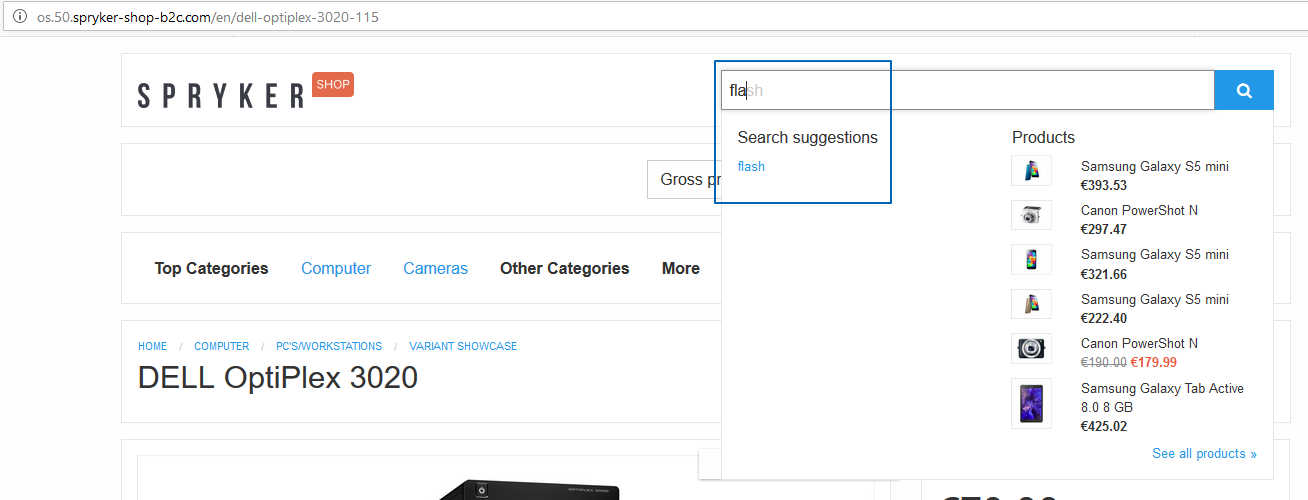 os.50.spryker-shop-b2c.com/en/dell-optiplex-3020-115
SPRYKER SHOP
flash
Search suggestions
flash
Products
Samsung Galaxy S5 mini
€393.53
Canon PowerShot N
€297.47
Samsung Galaxy S5 mini
€321.66
Samsung Galaxy S5 mini
€222.40
Canon PowerShot N
€190.00 €179.99
Samsung Galaxy Tab Active
8.0 8 GB
€425.02
See all products »
Gross pr
Top Categories Computer Cameras Other Categories More
HOME / COMPUTER / PC'S/WORKSTATIONS / VARIANT SHOWCASE
DELL OptiPlex 3020
OPTIPLEX 3020